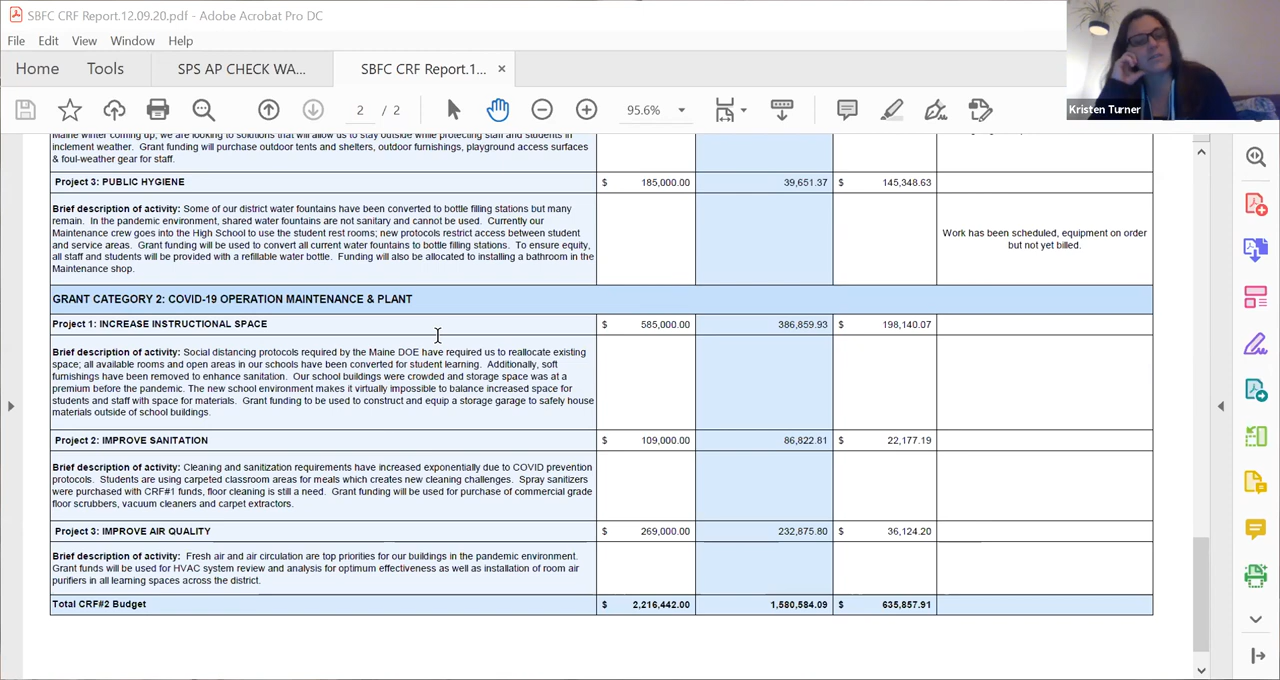 SBFC CRF Report.12.09.20.pdf - Adobe Acrobat Pro DC
File Edit View Window Help
Home Tools SPS AP CHECK WA... SBFC CRF Report.1... ×
2 / 2 95.6%
Kristen Turner
Maine winter coming up, we are looking to solutions that will allow us to stay outside while protecting staff and students in
inclement weather. Grant funding will purchase outdoor tents and shelters, outdoor furnishings, playground access surfaces
& foul-weather gear for staff.
Project 3: PUBLIC HYGIENE $ 185,000.00 39,651.37 $ 145,348.63
Brief description of activity: Some of our district water fountains have been converted to bottle filling stations but many
remain. In the pandemic environment, shared water fountains are not sanitary and cannot be used. Currently our
Maintenance crew goes into the High School to use the student rest rooms; new protocols restrict access between student
and service areas. Grant funding will be used to convert all current water fountains to bottle filling stations. To ensure equity,
all staff and students will be provided with a refillable water bottle. Funding will also be allocated to installing a bathroom in the
Maintenance shop.
Work has been scheduled, equipment on order
but not yet billed.
GRANT CATEGORY 2: COVID-19 OPERATION MAINTENANCE & PLANT
Project 1: INCREASE INSTRUCTIONAL SPACE $ 585,000.00 386,859.93 $ 198,140.07
Brief description of activity: Social distancing protocols required by the Maine DOE have required us to reallocate existing
space; all available rooms and open areas in our schools have been converted for student learning. Additionally, soft
furnishings have been removed to enhance sanitation. Our school buildings were crowded and storage space was at a
premium before the pandemic. The new school environment makes it virtually impossible to balance increased space for
students and staff with space for materials. Grant funding to be used to construct and equip a storage garage to safely house
materials outside of school buildings.
Project 2: IMPROVE SANITATION $ 109,000.00 86,822.81 $ 22,177.19
Brief description of activity: Cleaning and sanitization requirements have increased exponentially due to COVID prevention
protocols. Students are using carpeted classroom areas for meals which creates new cleaning challenges. Spray sanitizers
were purchased with CRF#1 funds, floor cleaning is still a need. Grant funding will be used for purchase of commercial grade
floor scrubbers, vacuum cleaners and carpet extractors.
Project 3: IMPROVE AIR QUALITY $ 269,000.00 232,875.80 $ 36,124.20
Brief description of activity: Fresh air and air circulation are top priorities for our buildings in the pandemic environment.
Grant funds will be used for HVAC system review and analysis for optimum effectiveness as well as installation of room air
purifiers in all learning spaces across the district.
Total CRF#2 Budget $ 2,216,442.00 1,580,584.09 $ 635,857.91